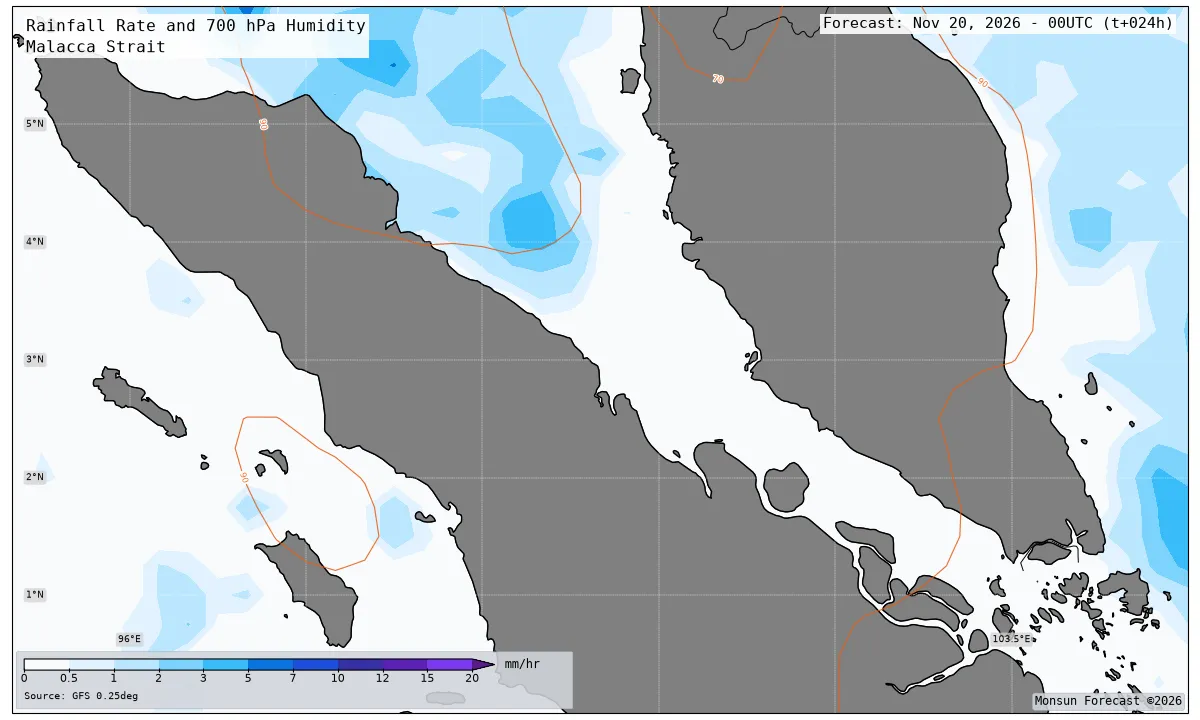 Rainfall Rate and 700 hPa Humidity
Malacca Strait
Forecast: Nov 20, 2026 - 00UTC (t+024h)
70
90
90
5°N
4°N
3°N
2°N
90
1°N
96°E
103.5°E
0 0.5 1 2 3 5 7 10 12 15 20
mm/hr
Source: GFS 0.25deg
Monsun Forecast ©2026